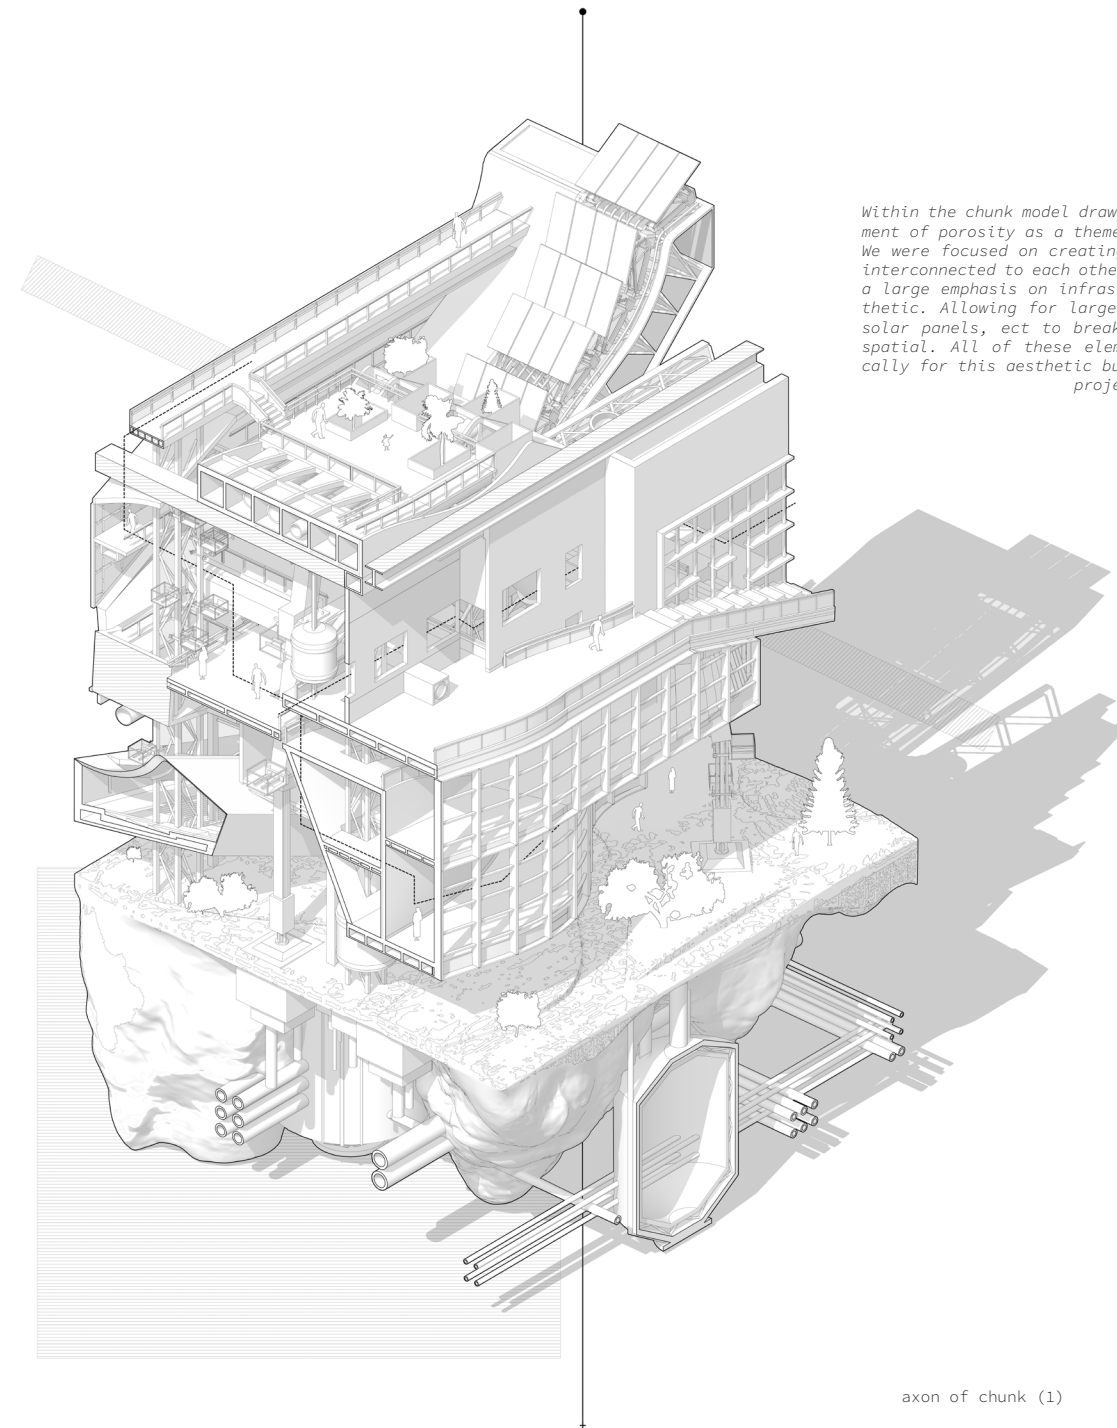 Within the chunk model draw
ment of porosity as a theme
We were focused on creating
interconnected to each othe
a large emphasis on infras
thetic. Allowing for large
solar panels, ect to break
spatial. All of these elem
cally for this aesthetic bu
proje
axon of chunk (1)